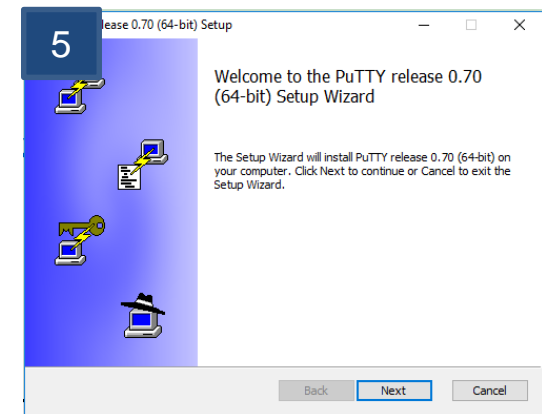 5
lease 0.70 (64-bit) Setup
Welcome to the PuTTY release 0.70
(64-bit) Setup Wizard
The Setup Wizard will install PuTTY release 0.70 (64-bit) on
your computer. Click Next to continue or Cancel to exit the
Setup Wizard.
Back Next Cancel